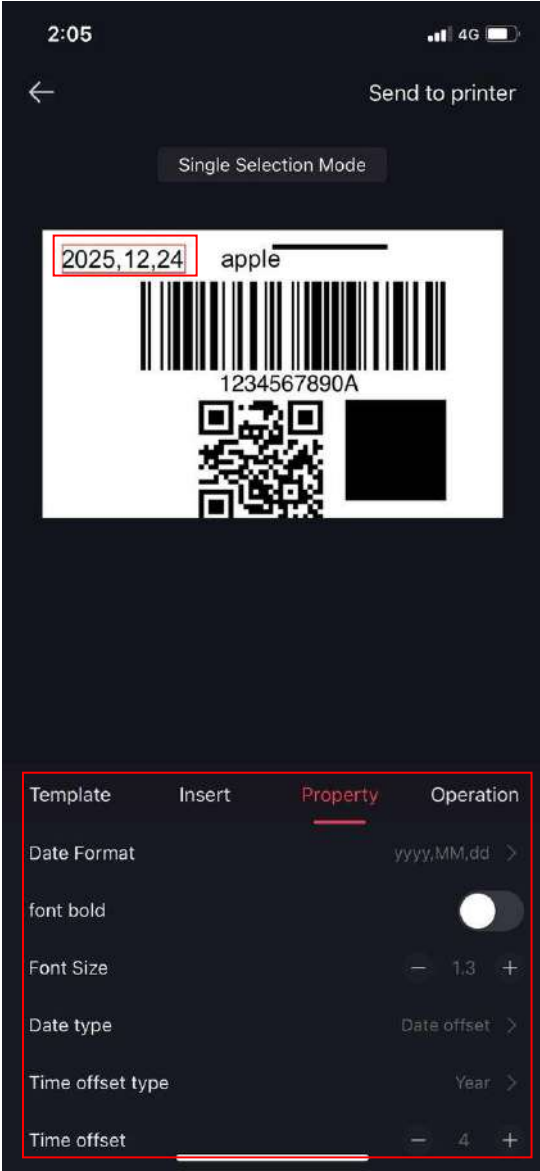 2:05 4G
Send to printer
Single Selection Mode
2025,12,24 apple
1234567890A
Template Insert Property Operation
Date Format yyyy,MM,dd
font bold
Font Size 1.3
Date type Date offset
Time offset type Year
Time offset 4